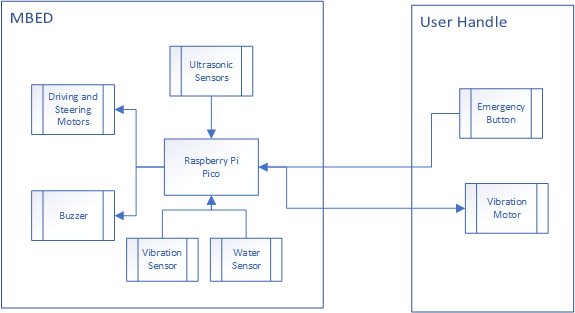 MBED
User Handle
Ultrasonic
Sensors
Driving and
Steering
Motors
Emergency
Button
Raspberry Pi
Pico
Buzzer
Vibration
Motor
Vibration
Sensor
Water
Sensor